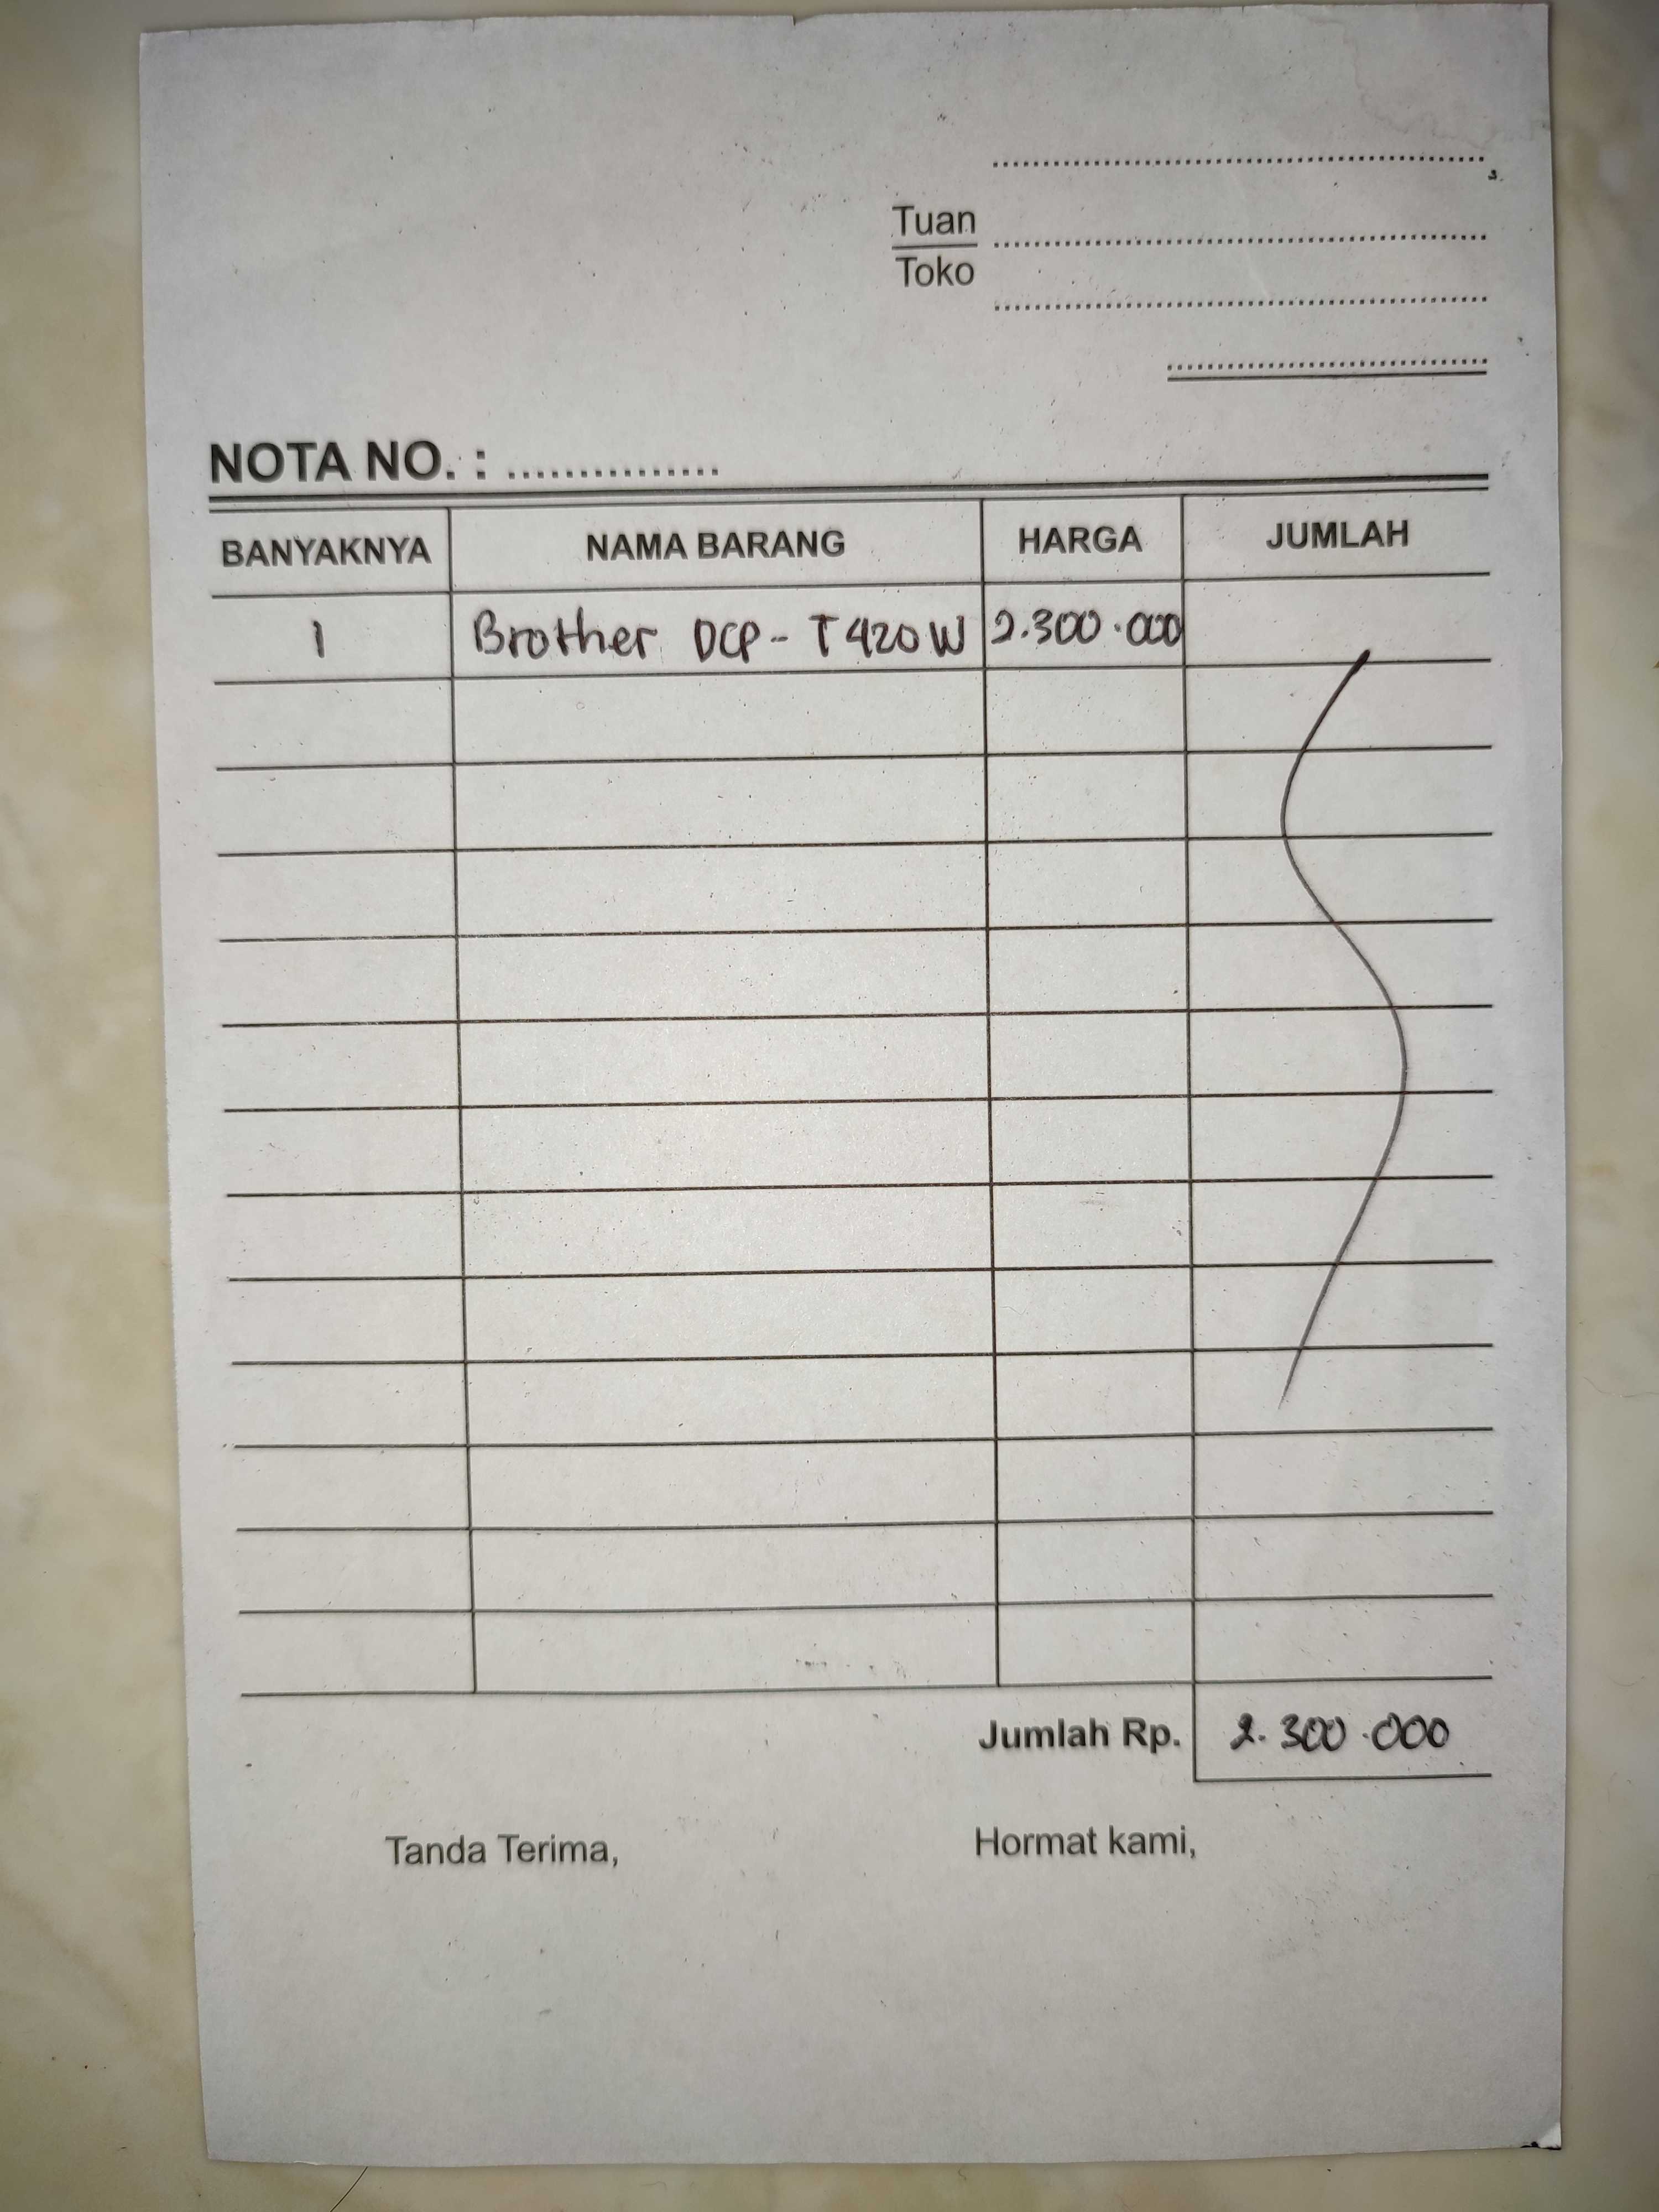 Tuan
Toko
NOTA NO. : ...............
BANYAKNYA NAMA BARANG HARGA JUMLAH
1 Brother DCP - T420W 2.300.000
Jumlah Rp. 2.300.000
Tanda Terima, Hormat kami,